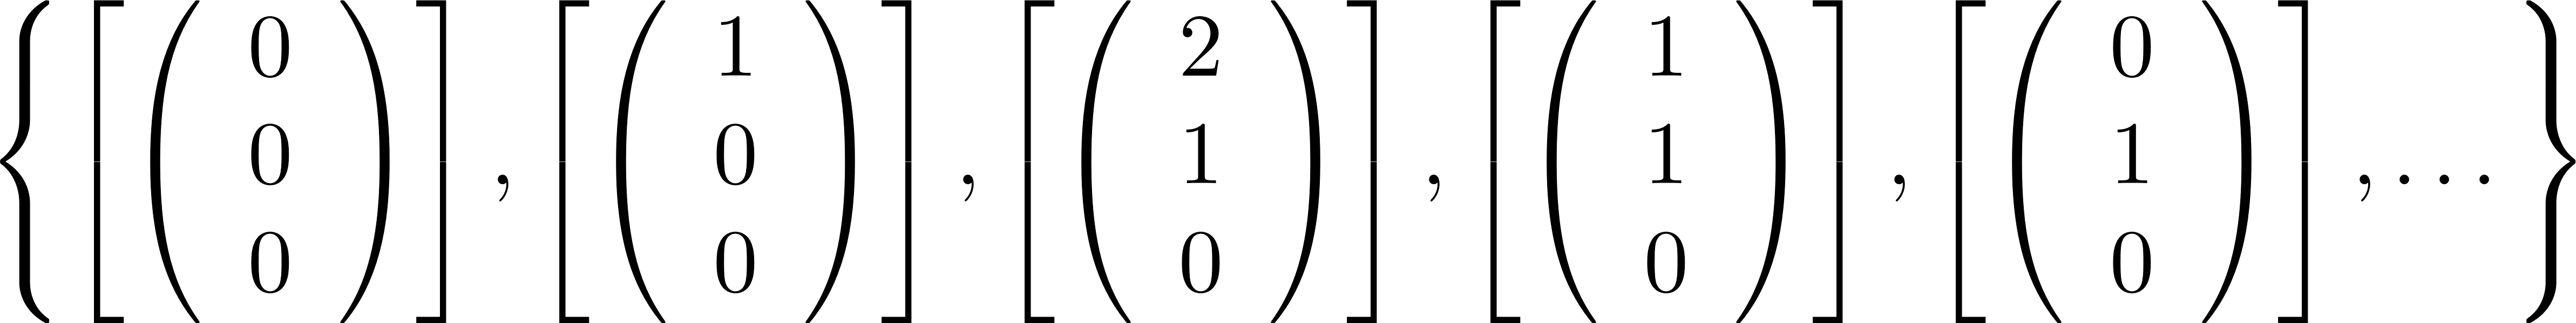 {[(0 0 0)], [(1 0 0)], [(2 1 0)], [(1 1 0)], [(0 1 0)], ...}